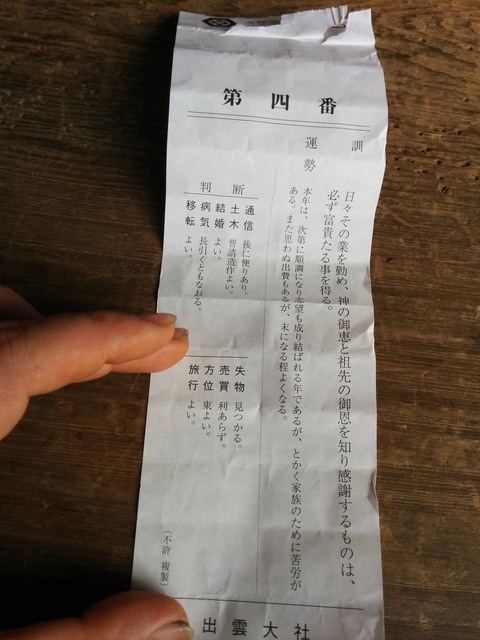 第四番
訓
日々その業を勤め、神の御恵と祖先の御恩を知り感謝するものは、
必ず富貴たる事を得る。
運勢
本年は、次第に順調になり志望も成り結ばれる年であるが、とかく家族のために苦労が
ある。また思わぬ出費もあるが、末になる程よくなる。
判断
通信 後に便りあり。
土木 普請造作よい。
結婚 よい。
病気 長引くともなおる。
移転 よい。
失物 見つかる。
売買 利あらず。
方位 東よい。
旅行 よい。
(不許複製)
出雲大社